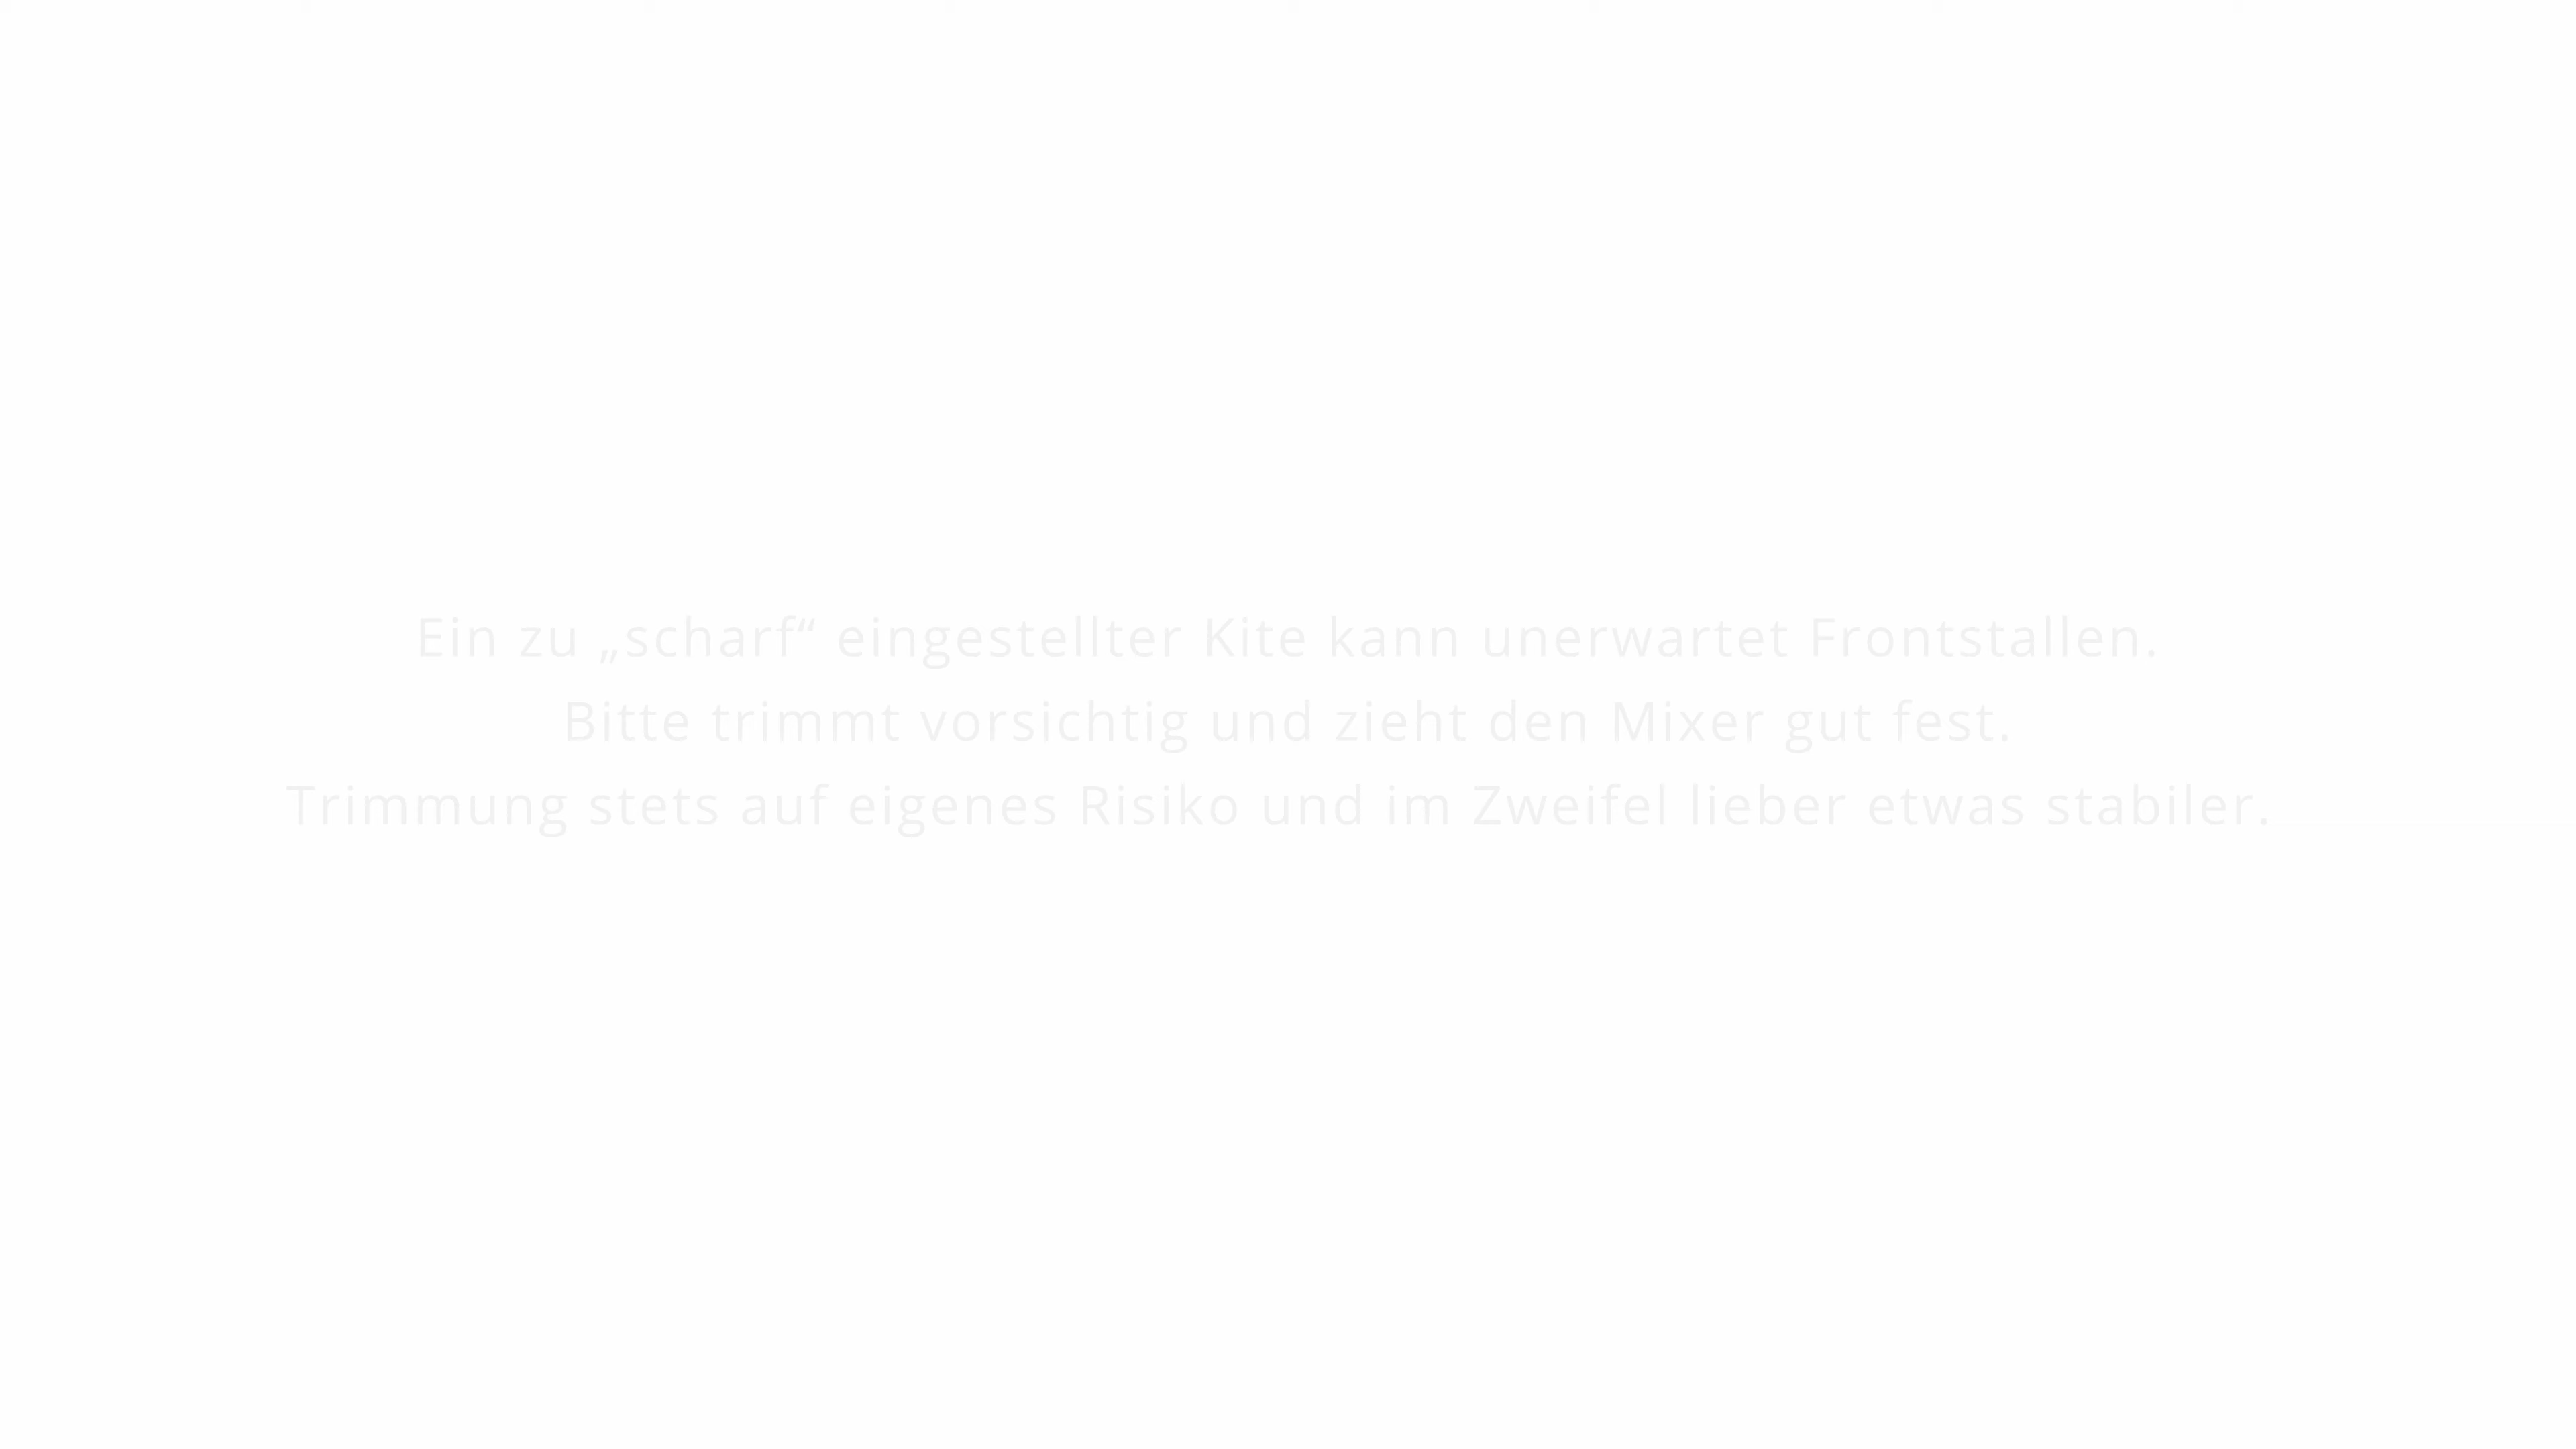 Ein zu „scharf“ eingestellter Kite kann unerwartet Frontstallen.
Bitte trimmt vorsichtig und zieht den Mixer gut fest.
Trimmung stets auf eigenes Risiko und im Zweifel lieber etwas stabiler.